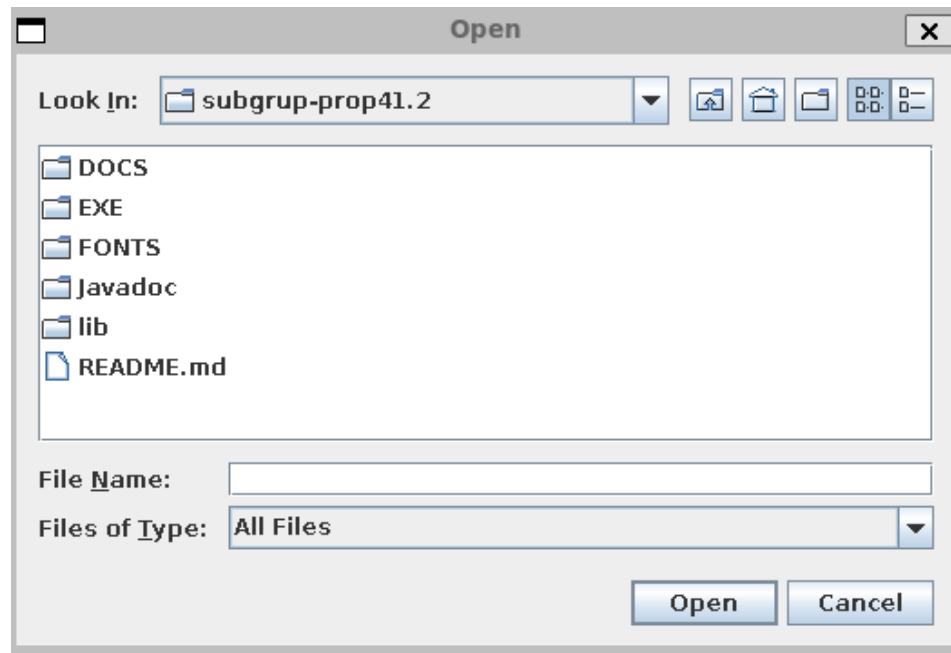 Open
Look In: subgrup-prop41.2
DOCS
EXE
FONTS
Javadoc
lib
README.md
File Name:
Files of Type: All Files
Open Cancel